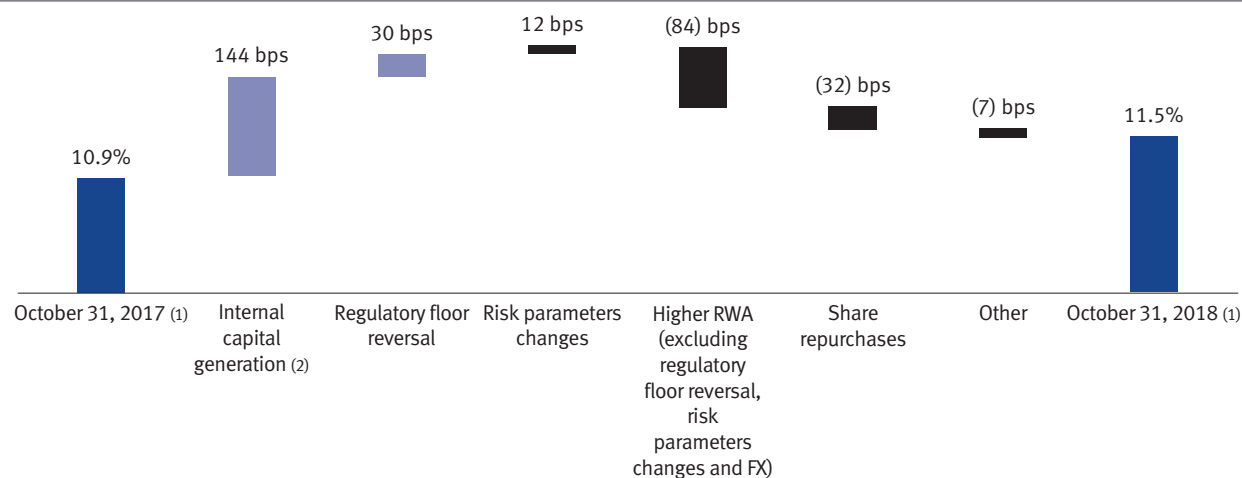 144 bps
30 bps
12 bps
(84) bps
(32) bps
(7) bps
10.9%
11.5%
October 31, 2017 (1)
Internal
capital
generation (2)
Regulatory floor
reversal
Risk parameters
changes
Higher RWA
(excluding
regulatory
floor reversal,
risk
parameters
changes and FX)
Share
repurchases
Other
October 31, 2018 (1)